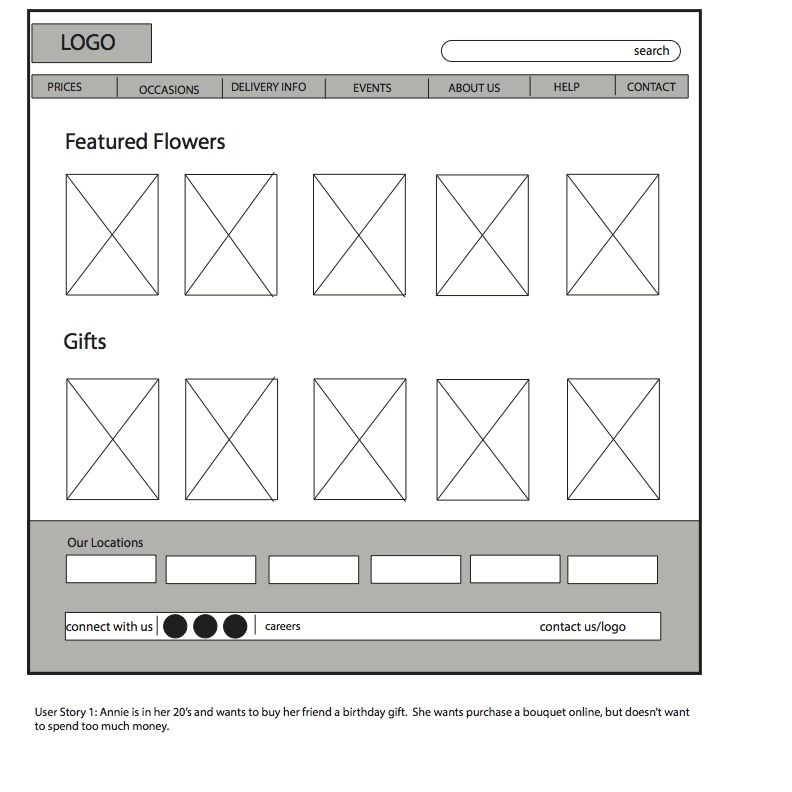 LOGO
search
PRICES OCCASIONS DELIVERY INFO EVENTS ABOUT US HELP CONTACT
Featured Flowers
Gifts
Our Locations
connect with us careers contact us/logo
User Story 1: Annie is in her 20's and wants to buy her friend a birthday gift.  She wants purchase a bouquet online, but doesn't want
to spend too much money.